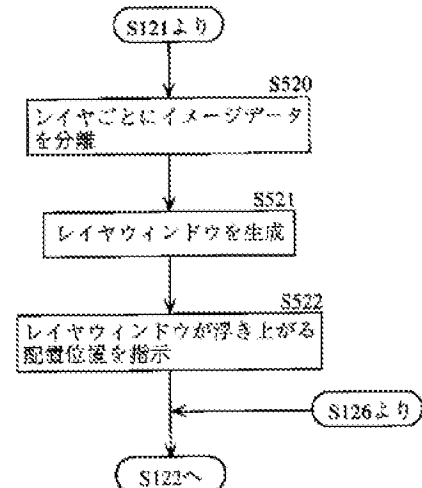 S121より
S520
レイヤごとにイメージデータ
を分離
S521
レイヤウィンドウを生成
S522
レイヤウィンドウが浮き上がる
配置位置を指示
S126より
S122へ